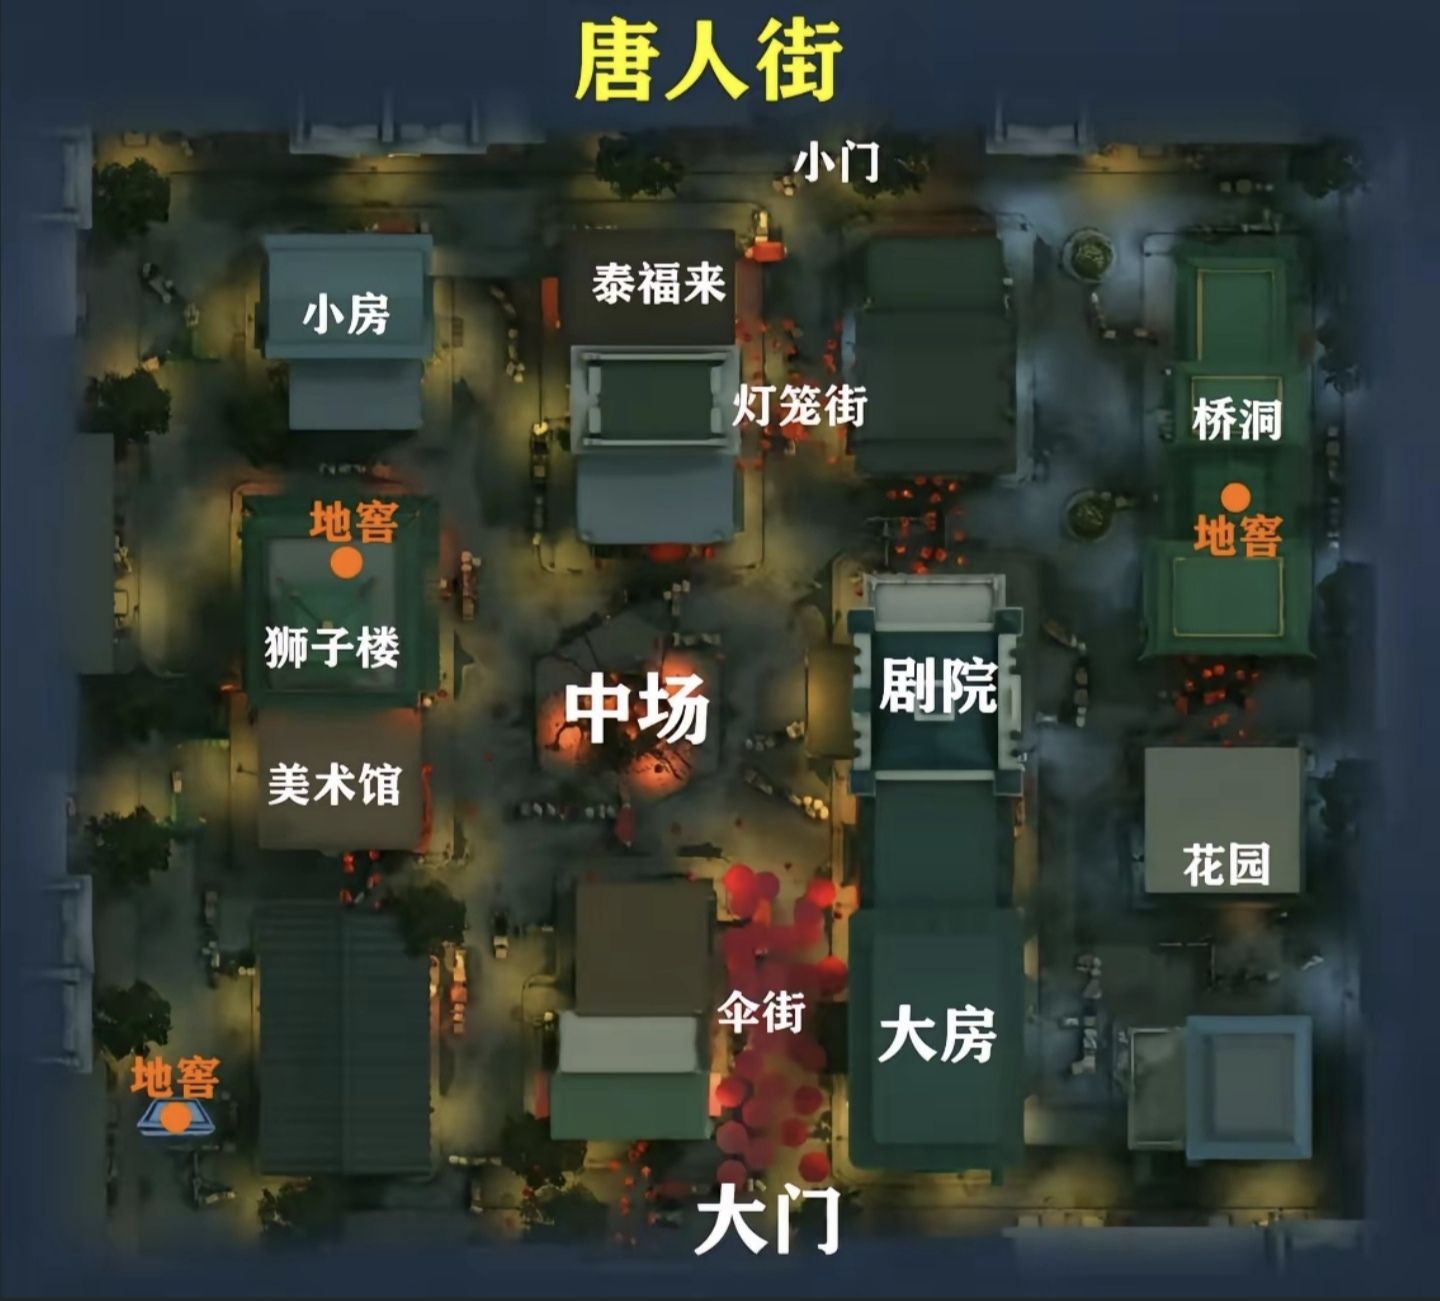 唐人街
小门
泰福来
小房
灯笼街
桥洞
地窖
地窖
狮子楼
剧院
中场
美术馆
花园
伞街
大房
地窖
大门